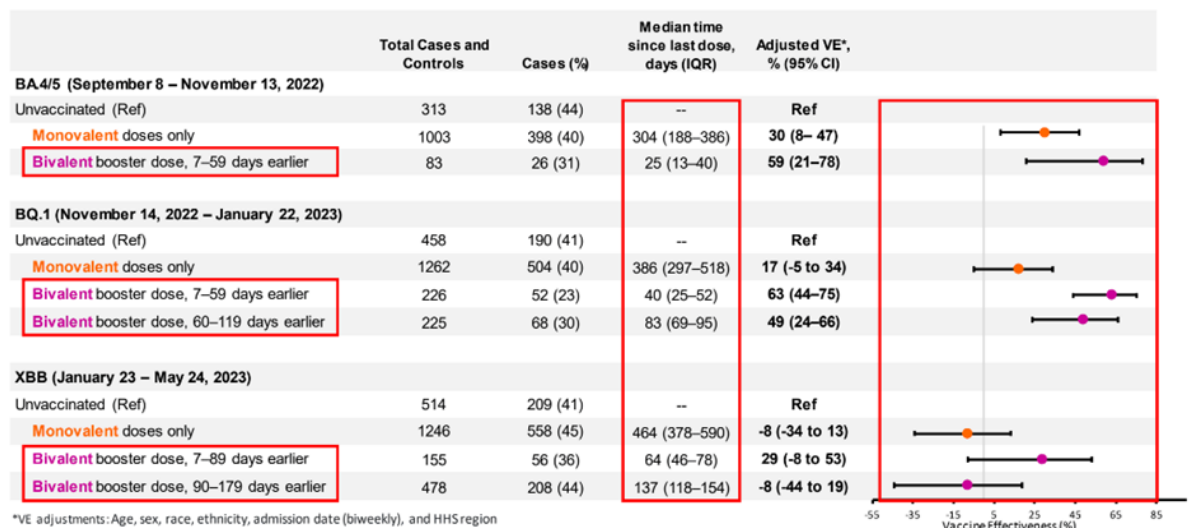 Total Cases and Controls Cases (%) Median time since last dose, days (IQR) Adjusted VE*, % (95% CI)
BA.4/5 (September 8 – November 13, 2022)
Unvaccinated (Ref) 313 138 (44) -- Ref
Monovalent doses only 1003 398 (40) 304 (188–386) 30 (8– 47)
Bivalent booster dose, 7–59 days earlier 83 26 (31) 25 (13–40) 59 (21–78)
BQ.1 (November 14, 2022 – January 22, 2023)
Unvaccinated (Ref) 458 190 (41) -- Ref
Monovalent doses only 1262 504 (40) 386 (297–518) 17 (-5 to 34)
Bivalent booster dose, 7–59 days earlier 226 52 (23) 40 (25–52) 63 (44–75)
Bivalent booster dose, 60–119 days earlier 225 68 (30) 83 (69–95) 49 (24–66)
XBB (January 23 – May 24, 2023)
Unvaccinated (Ref) 514 209 (41) -- Ref
Monovalent doses only 1246 558 (45) 464 (378–590) -8 (-34 to 13)
Bivalent booster dose, 7–89 days earlier 155 56 (36) 64 (46–78) 29 (-8 to 53)
Bivalent booster dose, 90–179 days earlier 478 208 (44) 137 (118–154) -8 (-44 to 19)
-55 -35 -15 5 25 45 65 85
Vaccine Effectiveness (%)
*VE adjustments: Age, sex, race, ethnicity, admission date (biweekly), and HHS region